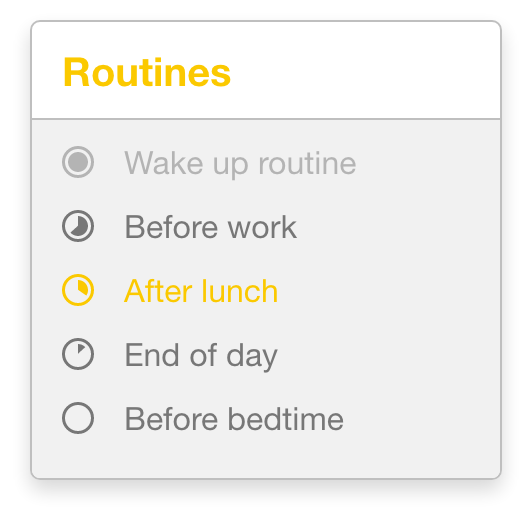 Routines
Wake up routine
Before work
After lunch
End of day
Before bedtime